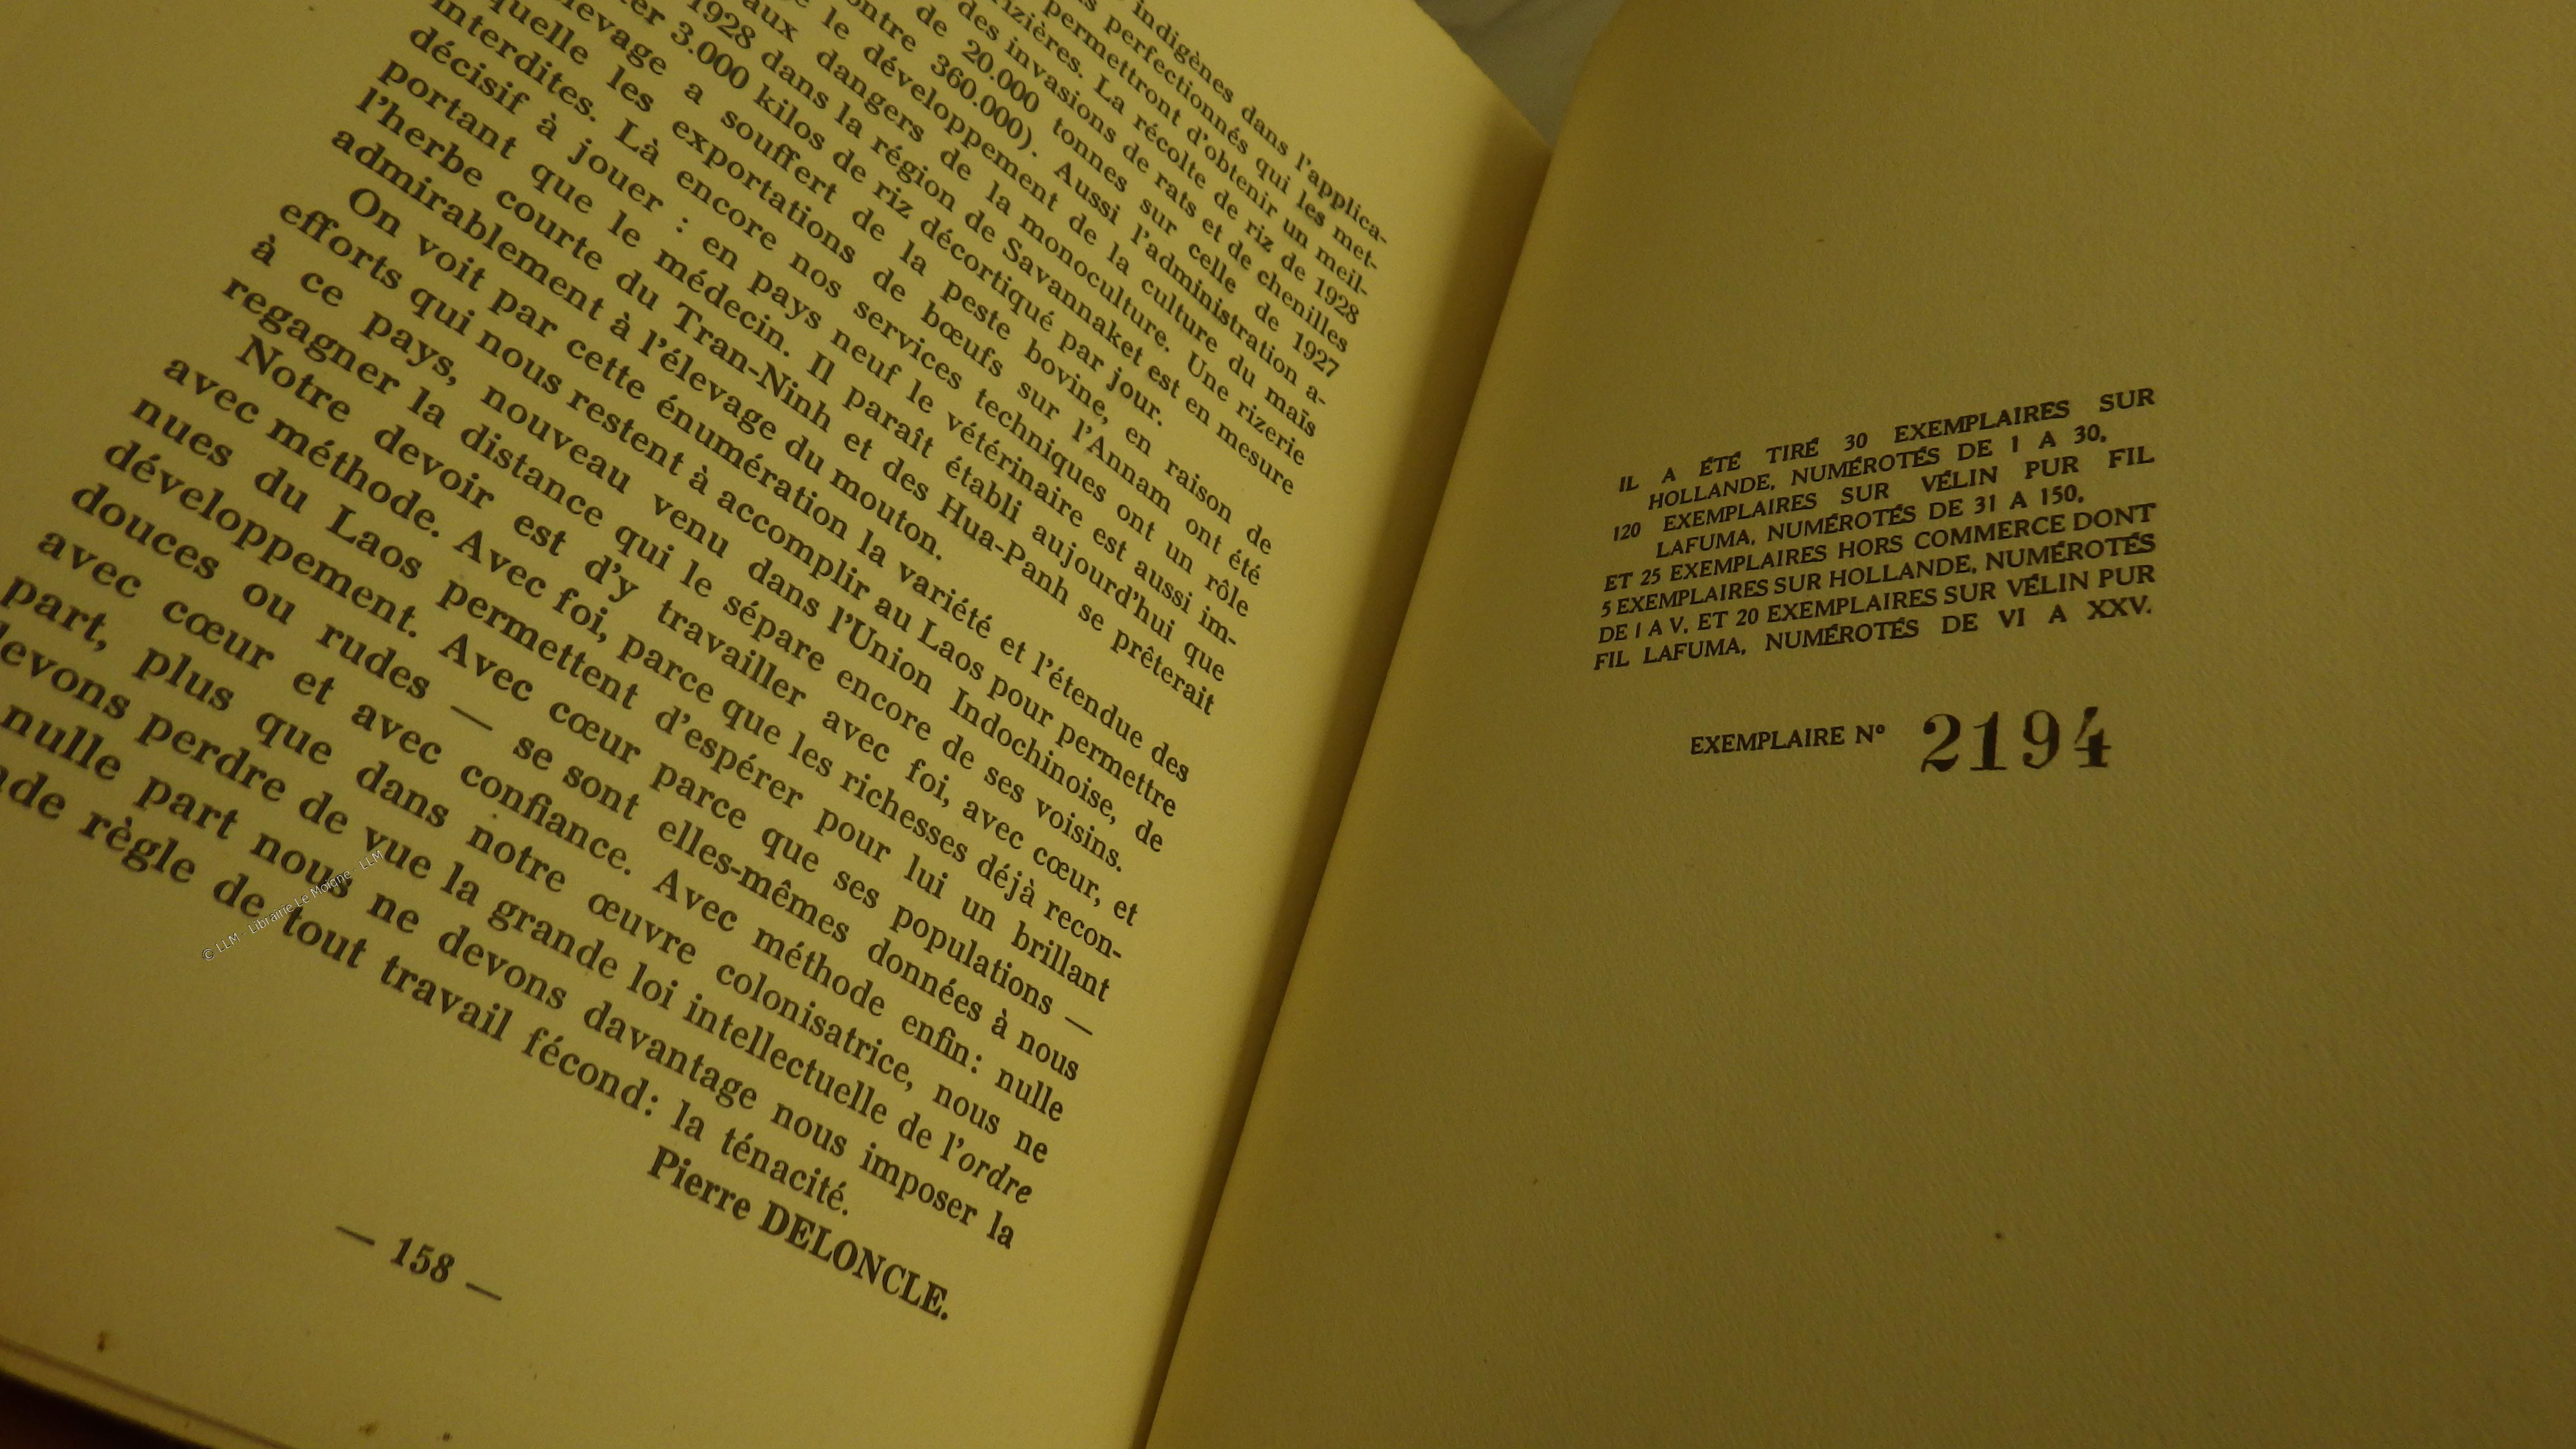 indigènes dans l'applica-
perfectionnés qui les met-
permettront d'obtenir un meil-
rizières. La récolte de riz de 1928
des invasions de rats et de chenilles
de 20.000 tonnes sur celle de 1927
contre 360.000). Aussi l'administration a-
le développement de la culture du maïs
aux dangers de la monoculture. Une rizerie
1928 dans la région de Savannaket est en mesure
3.000 kilos de riz décortiqué par jour.
a souffert de la peste bovine, en raison de
les exportations de bœufs sur l'Annam ont été
interdites. Là encore nos services techniques ont un rôle
décisif à jouer : en pays neuf le vétérinaire est aussi im-
portant que le médecin. Il paraît établi aujourd'hui que
l'herbe courte du Tran-Ninh et des Hua-Panh se prêterait
admirablement à l'élevage du mouton.
On voit par cette énumération la variété et l'étendue des
efforts qui nous restent à accomplir au Laos pour permettre
à ce pays, nouveau venu dans l'Union Indochinoise, de
regagner la distance qui le sépare encore de ses voisins.
Notre devoir est d'y travailler avec foi, avec cœur, et
avec méthode. Avec foi, parce que les richesses déjà recon-
nues du Laos permettent d'espérer pour lui un brillant
développement. Avec cœur parce que ses populations —
douces ou rudes — se sont elles-mêmes données à nous
avec cœur et avec confiance. Avec méthode enfin: nulle
part, plus que dans notre œuvre colonisatrice, nous ne
devons perdre de vue la grande loi intellectuelle de l'ordre
nulle part nous ne devons davantage nous imposer la
règle de tout travail fécond: la ténacité.
Pierre DELONCLE.
— 158 —
© LLM - Librairie Le Moigne - LLM
IL A ÉTÉ TIRÉ 30 EXEMPLAIRES SUR
HOLLANDE, NUMÉROTÉS DE 1 A 30,
120 EXEMPLAIRES SUR VÉLIN PUR FIL
LAFUMA, NUMÉROTÉS DE 31 A 150,
ET 25 EXEMPLAIRES HORS COMMERCE DONT
5 EXEMPLAIRES SUR HOLLANDE, NUMÉROTÉS
DE I A V, ET 20 EXEMPLAIRES SUR VÉLIN PUR
FIL LAFUMA, NUMÉROTÉS DE VI A XXV.
EXEMPLAIRE N° 2194